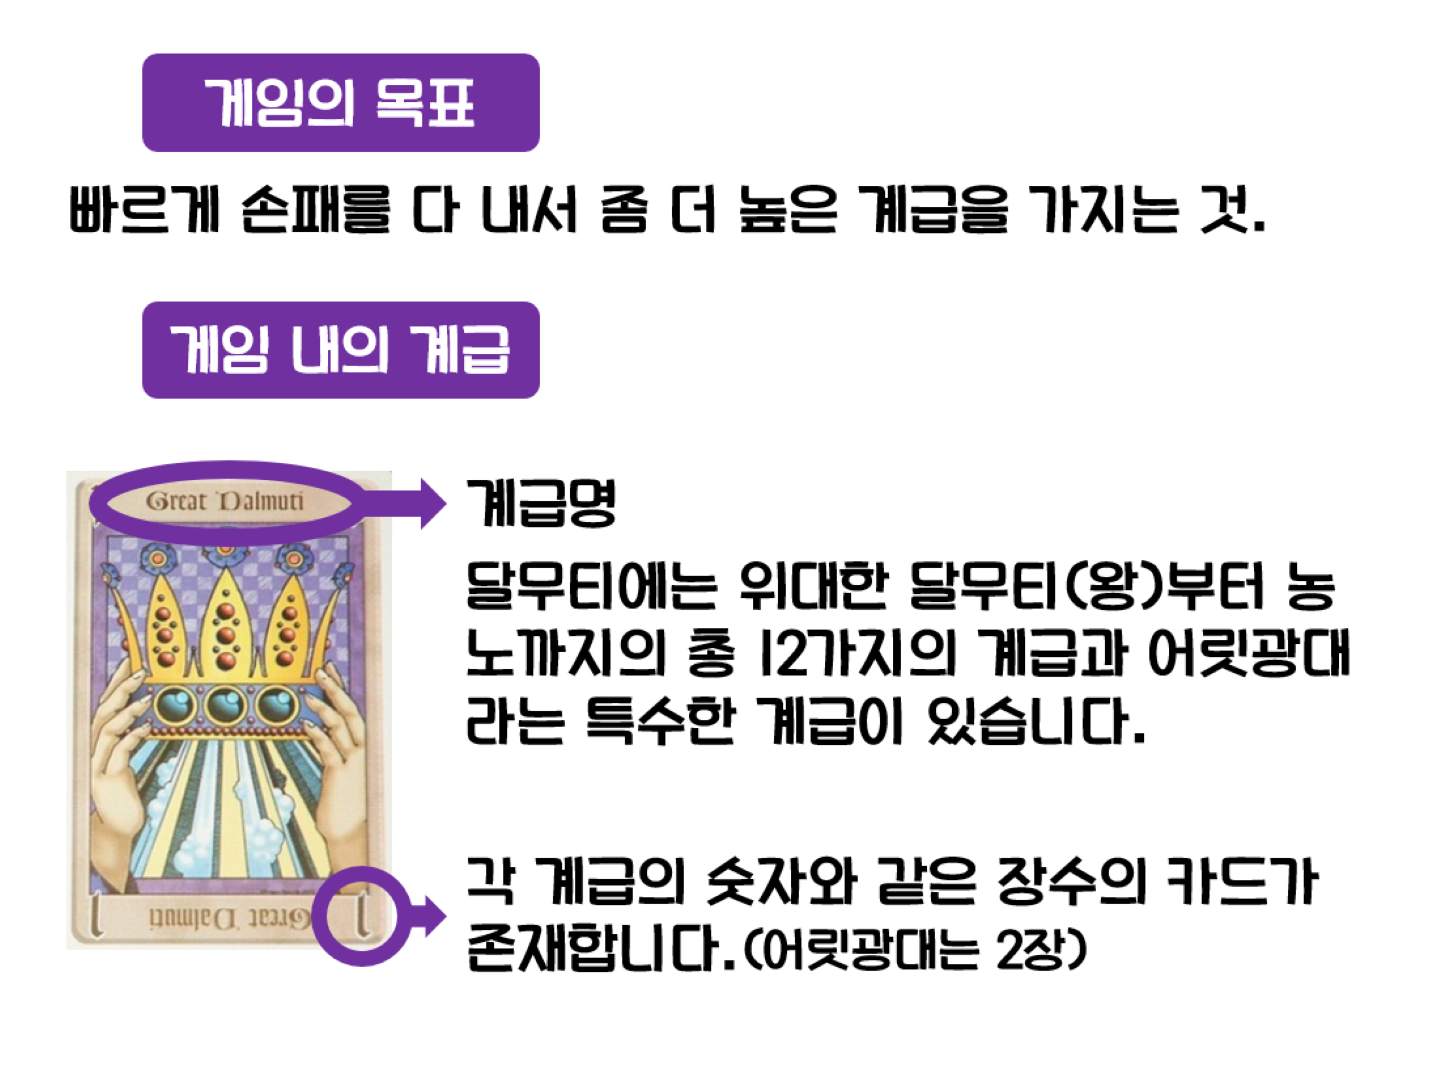 게임의 목표
빠르게 손패를 다 내서 좀 더 높은 계급을 가지는 것.
게임 내의 계급
Great Dalmuti
계급명
달무티에는 위대한 달무티(왕)부터 농
노까지의 총 12가지의 계급과 어릿광대
라는 특수한 계급이 있습니다.
각 계급의 숫자와 같은 장수의 카드가
존재합니다.(어릿광대는 2장)
1
Great Dalmuti
1